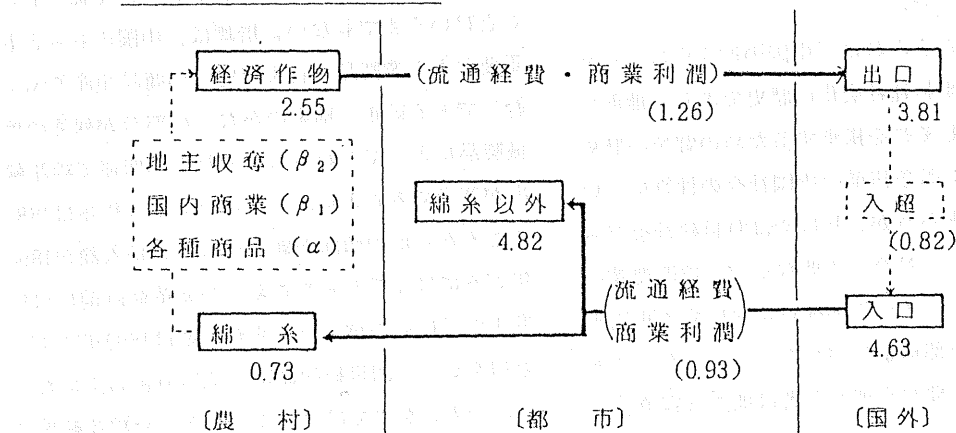 経済作物 (流通経費・商業利潤) 出口
2.55 (1.26) 3.81
地主収奪(β2)
国内商業(β1)
各種商品(α)
綿糸以外
4.82
入超
(0.82)
綿糸 (流通経費
商業利潤) 入口
0.73 (0.93) 4.63
〔農村〕 〔都市〕 〔国外〕